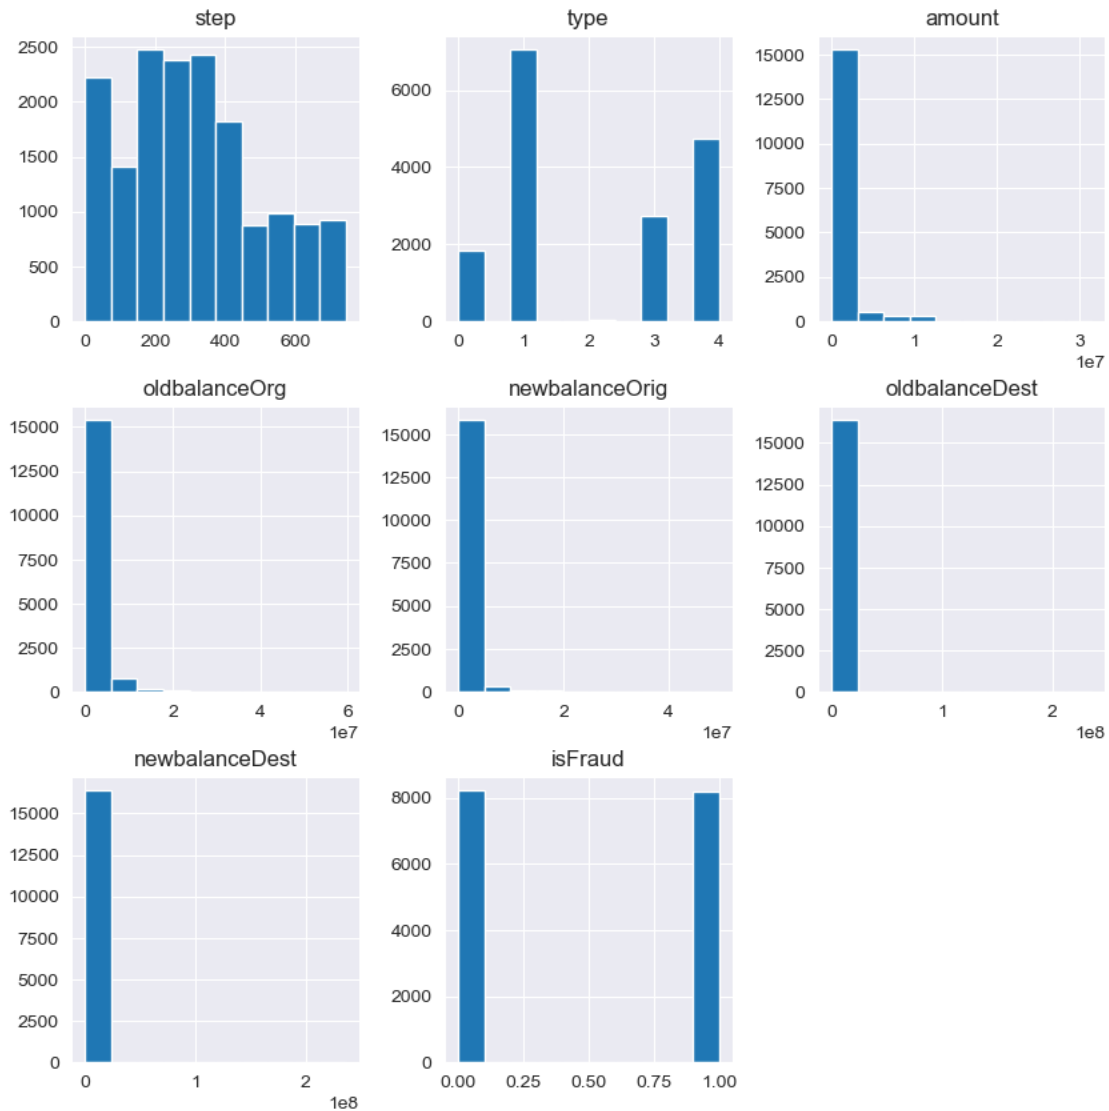 step
2500
2000
1500
1000
500
0
0 200 400 600
type
6000
4000
2000
0
0 1 2 3 4
amount
15000
12500
10000
7500
5000
2500
0
0 1 2 3
1e7
oldbalanceOrg
15000
12500
10000
7500
5000
2500
0
0 2 4 6
1e7
newbalanceOrig
15000
12500
10000
7500
5000
2500
0
0 2 4
1e7
oldbalanceDest
15000
12500
10000
7500
5000
2500
0
0 1 2
1e8
newbalanceDest
15000
12500
10000
7500
5000
2500
0
0 1 2
1e8
isFraud
8000
6000
4000
2000
0
0.00 0.25 0.50 0.75 1.00